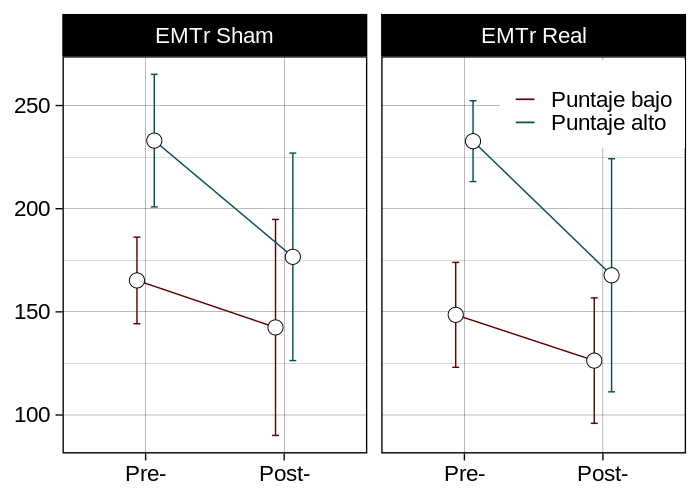 EMTr Sham
EMTr Real
Puntaje bajo
Puntaje alto
250
200
150
100
Pre-
Post-
Pre-
Post-